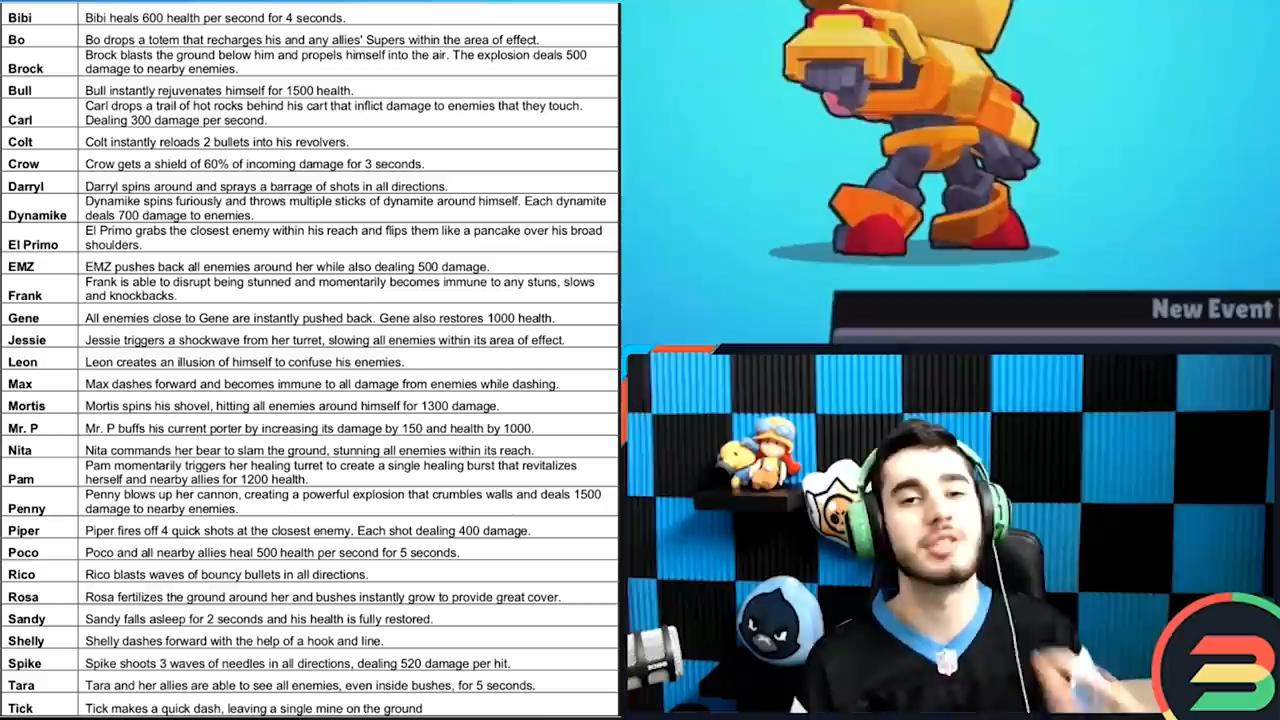 Bibi Bibi heals 600 health per second for 4 seconds.
Bo Bo drops a totem that recharges his and any allies' Supers within the area of effect.
Brock Brock blasts the ground below him and propels himself into the air. The explosion deals 500
damage to nearby enemies.
Bull Bull instantly rejuvenates himself for 1500 health.
Carl Carl drops a trail of hot rocks behind his cart that inflict damage to enemies that they touch.
Dealing 300 damage per second.
Colt Colt instantly reloads 2 bullets into his revolvers.
Crow Crow gets a shield of 60% of incoming damage for 3 seconds.
Darryl Darryl spins around and sprays a barrage of shots in all directions.
Dynamike Dynamike spins furiously and throws multiple sticks of dynamite around himself. Each dynamite
deals 700 damage to enemies.
El Primo El Primo grabs the closest enemy within his reach and flips them like a pancake over his broad
shoulders.
EMZ EMZ pushes back all enemies around her while also dealing 500 damage.
Frank Frank is able to disrupt being stunned and momentarily becomes immune to any stuns, slows
and knockbacks.
Gene All enemies close to Gene are instantly pushed back. Gene also restores 1000 health.
Jessie Jessie triggers a shockwave from her turret, slowing all enemies within its area of effect.
Leon Leon creates an illusion of himself to confuse his enemies.
Max Max dashes forward and becomes immune to all damage from enemies while dashing.
Mortis Mortis spins his shovel, hitting all enemies around himself for 1300 damage.
Mr. P Mr. P buffs his current porter by increasing its damage by 150 and health by 1000.
Nita Nita commands her bear to slam the ground, stunning all enemies within its reach.
Pam Pam momentarily triggers her healing turret to create a single healing burst that revitalizes
herself and nearby allies for 1200 health.
Penny Penny blows up her cannon, creating a powerful explosion that crumbles walls and deals 1500
damage to nearby enemies.
Piper Piper fires off 4 quick shots at the closest enemy. Each shot dealing 400 damage.
Poco Poco and all nearby allies heal 500 health per second for 5 seconds.
Rico Rico blasts waves of bouncy bullets in all directions.
Rosa Rosa fertilizes the ground around her and bushes instantly grow to provide great cover.
Sandy Sandy falls asleep for 2 seconds and his health is fully restored.
Shelly Shelly dashes forward with the help of a hook and line.
Spike Spike shoots 3 waves of needles in all directions, dealing 520 damage per hit.
Tara Tara and her allies are able to see all enemies, even inside bushes, for 5 seconds.
Tick Tick makes a quick dash, leaving a single mine on the ground
New Event
NFL